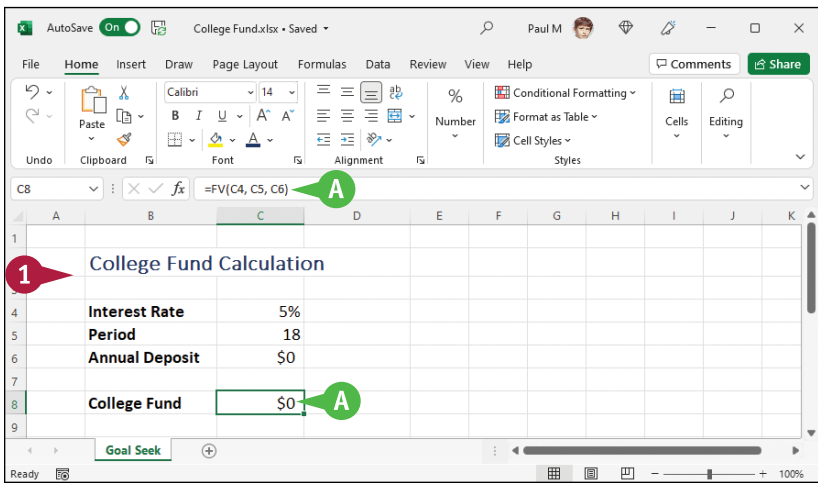 AutoSave On College Fund.xlsx • Saved Paul M
File Home Insert Draw Page Layout Formulas Data Review View Help Comments Share
Calibri 14 ab % Conditional Formatting
Paste B I U A A Number Format as Table Cells Editing
A Cell Styles
Undo Clipboard Font Alignment Styles
C8 fx =FV(C4, C5, C6) A
A B C D E F G H I J K
1
1 College Fund Calculation
4 Interest Rate 5%
5 Period 18
6 Annual Deposit $0
7
8 College Fund $0 A
9
Goal Seek
Ready 100%